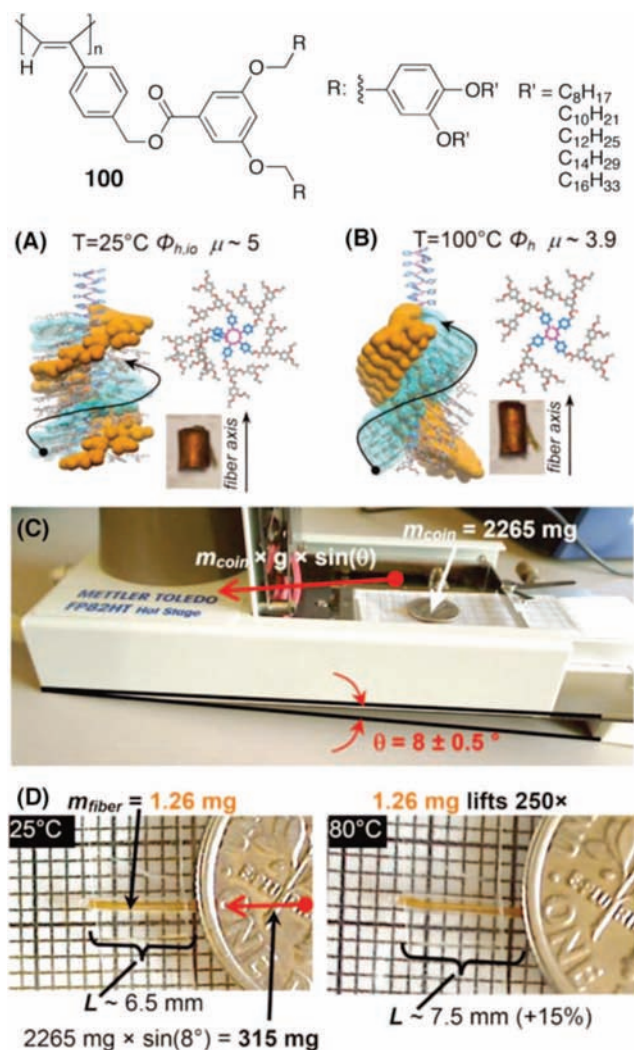 H
n
O
O
O
O
R
R
100
R:
OR'
OR'
R' = C8H17
C10H21
C12H25
C14H29
C16H33
(A) T=25°C Φh,io μ ~ 5
fiber axis
(B) T=100°C Φh μ ~ 3.9
fiber axis
(C)
mcoin × g × sin(θ)
mcoin = 2265 mg
METTLER TOLEDO
FP82HT Hot Stage
θ = 8 ± 0.5 °
(D)
mfiber = 1.26 mg
1.26 mg lifts 250×
25°C
80°C
ONE
ONE
L ~ 6.5 mm
L ~ 7.5 mm (+15%)
2265 mg × sin(8°) = 315 mg